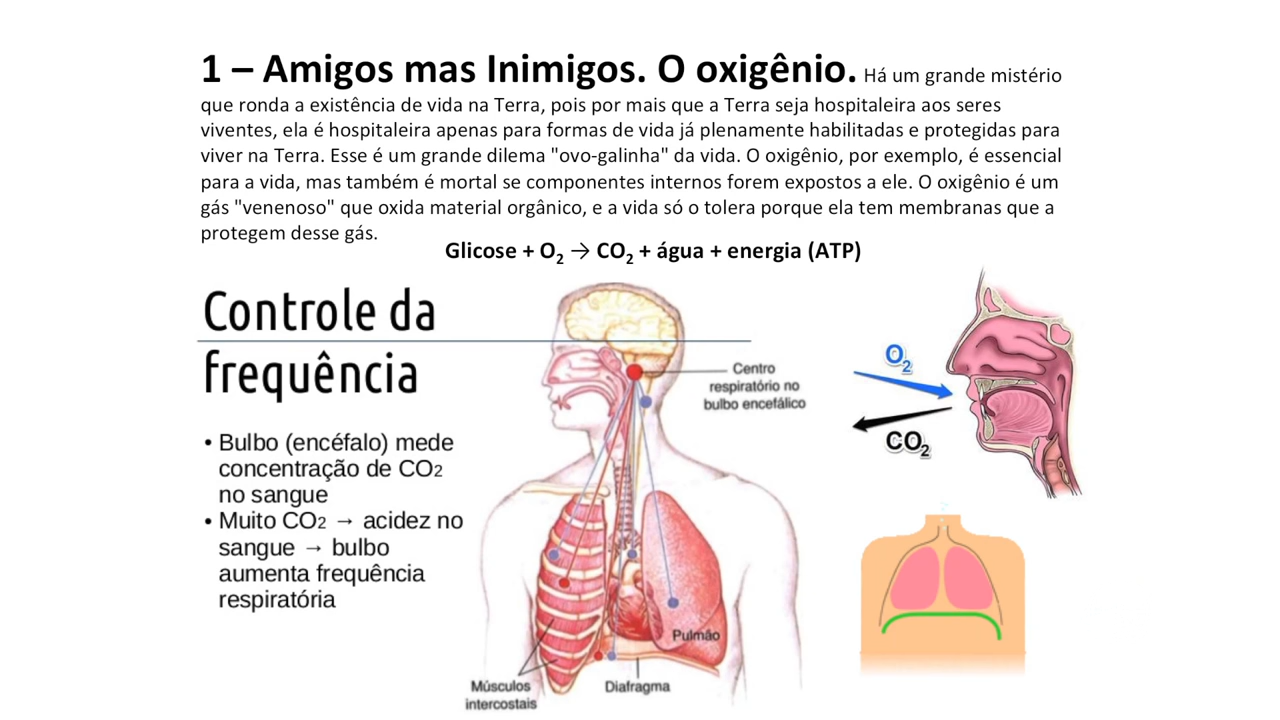 1 – Amigos mas Inimigos. O oxigênio. Há um grande mistério
que ronda a existência de vida na Terra, pois por mais que a Terra seja hospitaleira aos seres
viventes, ela é hospitaleira apenas para formas de vida já plenamente habilitadas e protegidas para
viver na Terra. Esse é um grande dilema "ovo-galinha" da vida. O oxigênio, por exemplo, é essencial
para a vida, mas também é mortal se componentes internos forem expostos a ele. O oxigênio é um
gás "venenoso" que oxida material orgânico, e a vida só o tolera porque ela tem membranas que a
protegem desse gás.
Glicose + O₂ → CO₂ + água + energia (ATP)
Controle da
frequência
• Bulbo (encéfalo) mede
concentração de CO₂
no sangue
• Muito CO₂ → acidez no
sangue → bulbo
aumenta frequência
respiratória
Centro
respiratório no
bulbo encefálico
Pulmão
Músculos
intercostais
Diafragma
O₂
CO₂